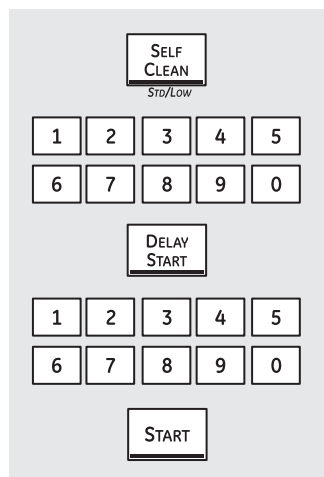 SELF
CLEAN
STD/LOW
1 2 3 4 5
6 7 8 9 0
DELAY
START
1 2 3 4 5
6 7 8 9 0
START